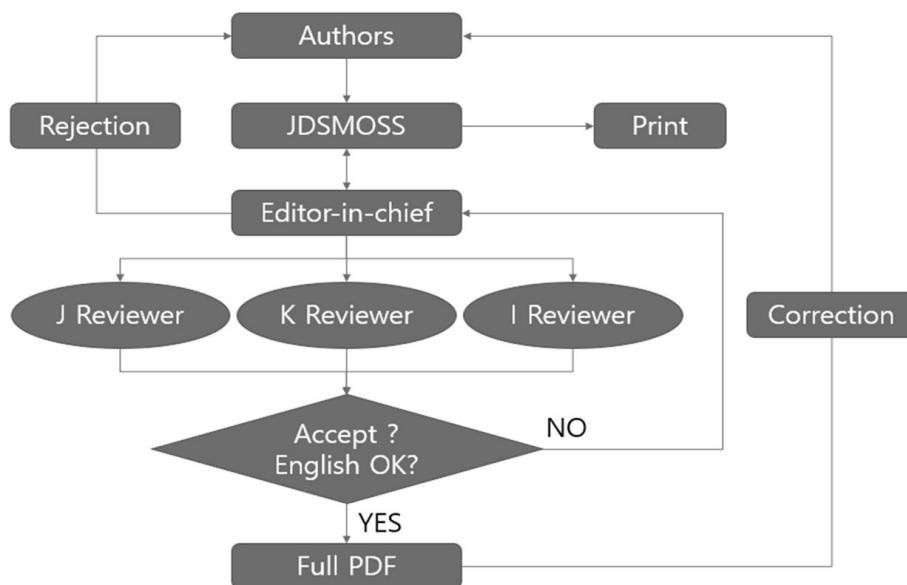 Authors
Rejection
JDSMOSS
Print
Editor-in-chief
J Reviewer
K Reviewer
I Reviewer
Correction
Accept ?
English OK?
NO
YES
Full PDF